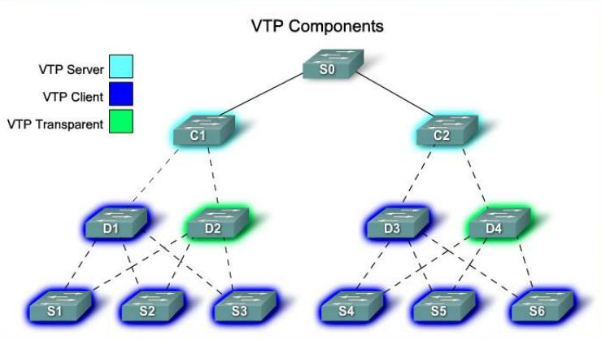 VTP Components
VTP Server
VTP Client
VTP Transparent
S0
C1 C2
D1 D2 D3 D4
S1 S2 S3 S4 S5 S6